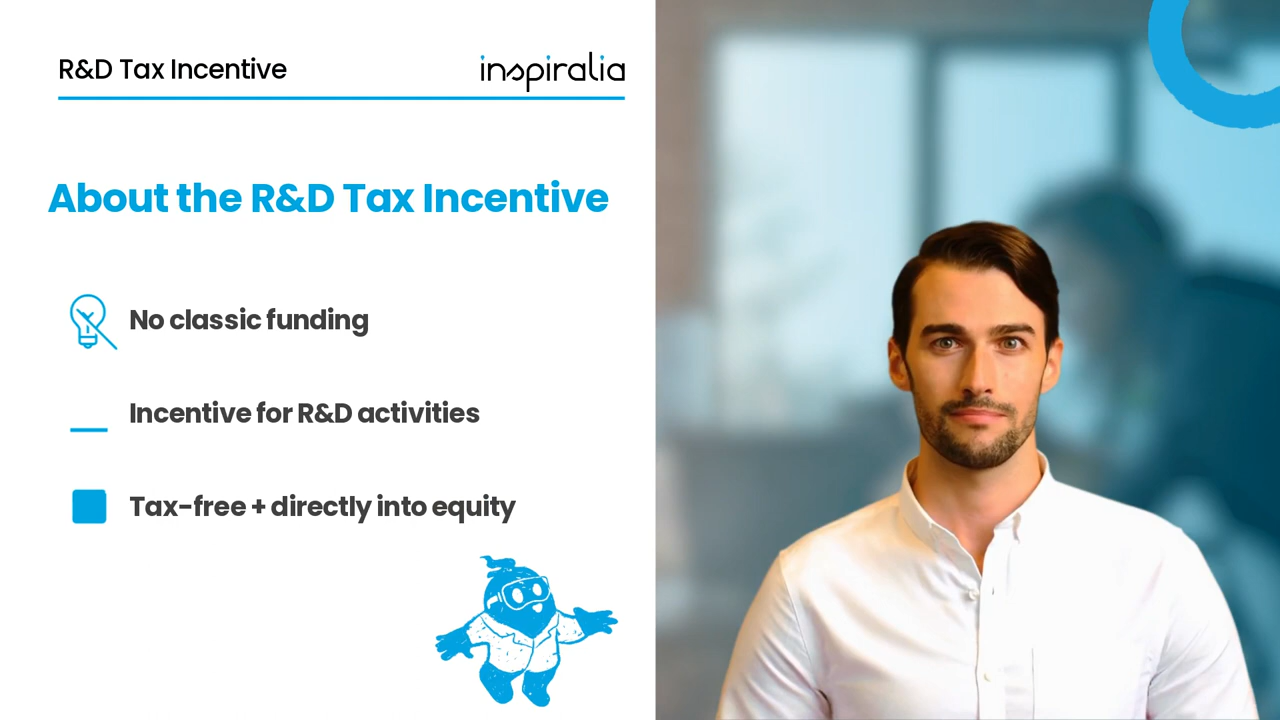 R&D Tax Incentive
inspiralia
About the R&D Tax Incentive
No classic funding
Incentive for R&D activities
Tax-free + directly into equity